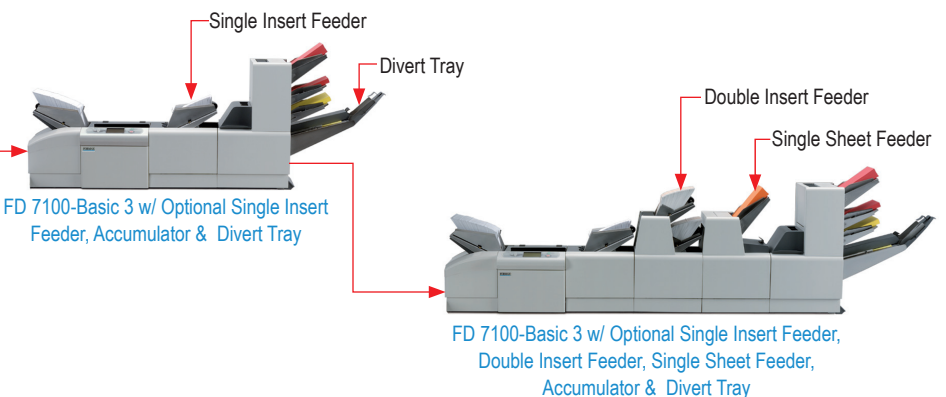 Single Insert Feeder
Divert Tray
FD 7100-Basic 3 w/ Optional Single Insert
Feeder, Accumulator & Divert Tray
Double Insert Feeder
Single Sheet Feeder
FD 7100-Basic 3 w/ Optional Single Insert Feeder,
Double Insert Feeder, Single Sheet Feeder,
Accumulator & Divert Tray